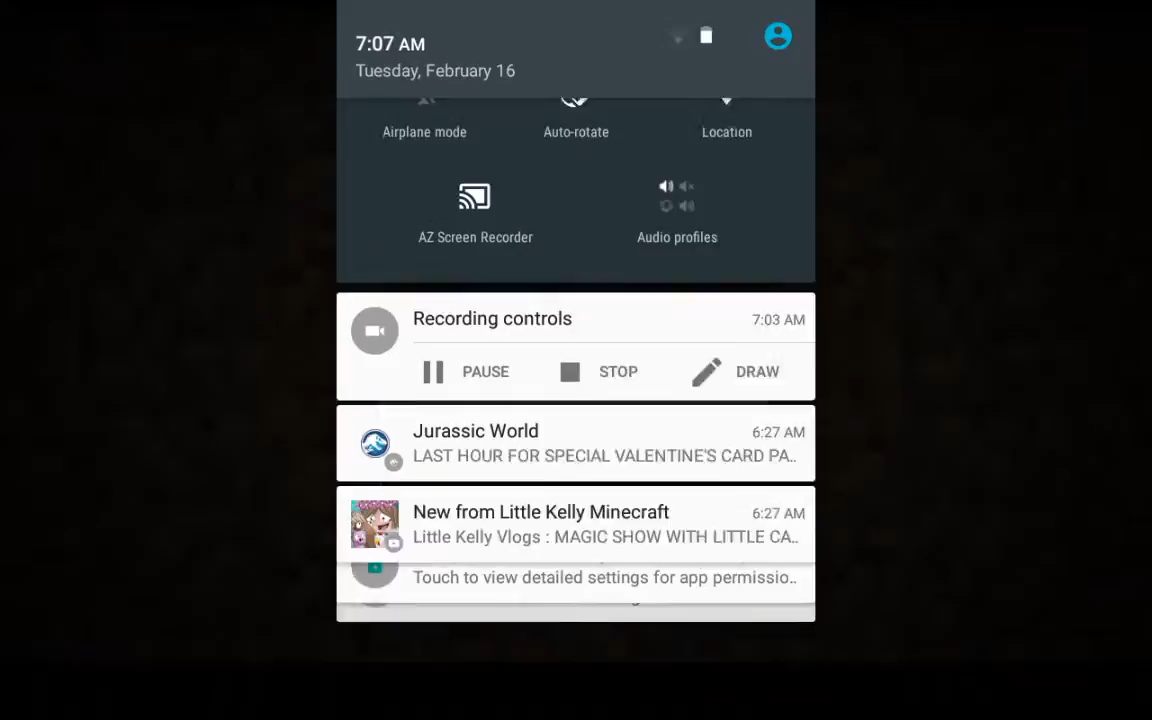 7:07 AM
Tuesday, February 16
Airplane mode
Auto-rotate
Location
AZ Screen Recorder
Audio profiles
Recording controls
7:03 AM
PAUSE
STOP
DRAW
Jurassic World
6:27 AM
LAST HOUR FOR SPECIAL VALENTINE'S CARD PA..
New from Little Kelly Minecraft
6:27 AM
Little Kelly Vlogs : MAGIC SHOW WITH LITTLE CA..
Touch to view detailed settings for app permissio..